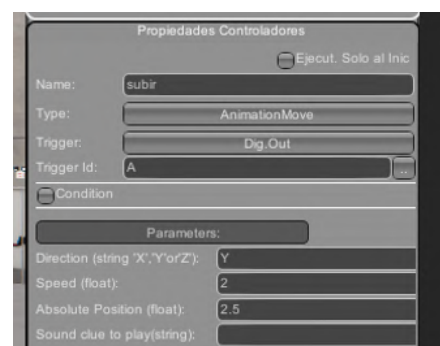 Propiedades Controladores
Ejecut. Solo al Inic
Name: subir
Type: AnimationMove
Trigger: Dig.Out
Trigger Id: A ..
Condition
Parameters:
Direction (string 'X','Y'or'Z'): Y
Speed (float): 2
Absolute Position (float): 2.5
Sound clue to play(string):